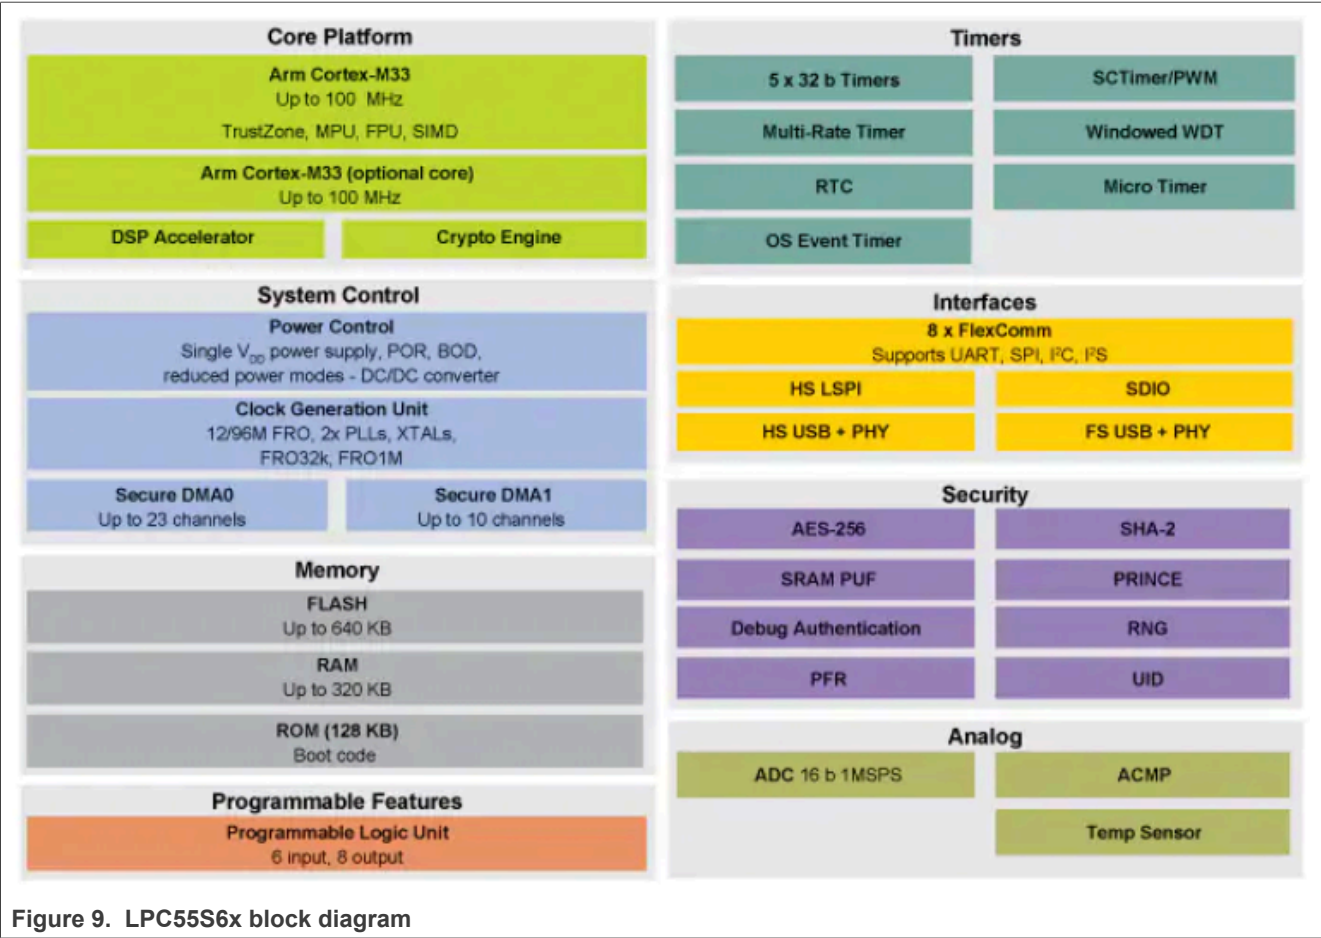 Core Platform
Arm Cortex-M33
Up to 100 MHz
TrustZone, MPU, FPU, SIMD
Arm Cortex-M33 (optional core)
Up to 100 MHz
DSP Accelerator
Crypto Engine
System Control
Power Control
Single VDD power supply, POR, BOD,
reduced power modes - DC/DC converter
Clock Generation Unit
12/96M FRO, 2x PLLs, XTALs,
FRO32k, FRO1M
Secure DMA0
Up to 23 channels
Secure DMA1
Up to 10 channels
Memory
FLASH
Up to 640 KB
RAM
Up to 320 KB
ROM (128 KB)
Boot code
Programmable Features
Programmable Logic Unit
6 input, 8 output
Timers
5 x 32 b Timers
SCTimer/PWM
Multi-Rate Timer
Windowed WDT
RTC
Micro Timer
OS Event Timer
Interfaces
8 x FlexComm
Supports UART, SPI, I²C, I²S
HS LSPI
SDIO
HS USB + PHY
FS USB + PHY
Security
AES-256
SHA-2
SRAM PUF
PRINCE
Debug Authentication
RNG
PFR
UID
Analog
ADC 16 b 1MSPS
ACMP
Temp Sensor
Figure 9. LPC55S6x block diagram